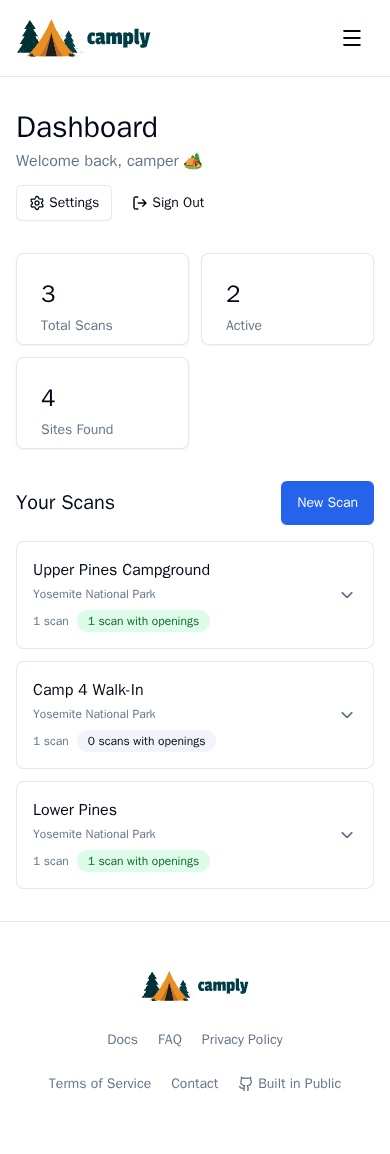 camply
Dashboard
Welcome back, camper 🏕️
Settings
Sign Out
3
Total Scans
2
Active
4
Sites Found
Your Scans
New Scan
Upper Pines Campground
Yosemite National Park
1 scan 1 scan with openings
Camp 4 Walk-In
Yosemite National Park
1 scan 0 scans with openings
Lower Pines
Yosemite National Park
1 scan 1 scan with openings
camply
Docs FAQ Privacy Policy
Terms of Service Contact Built in Public